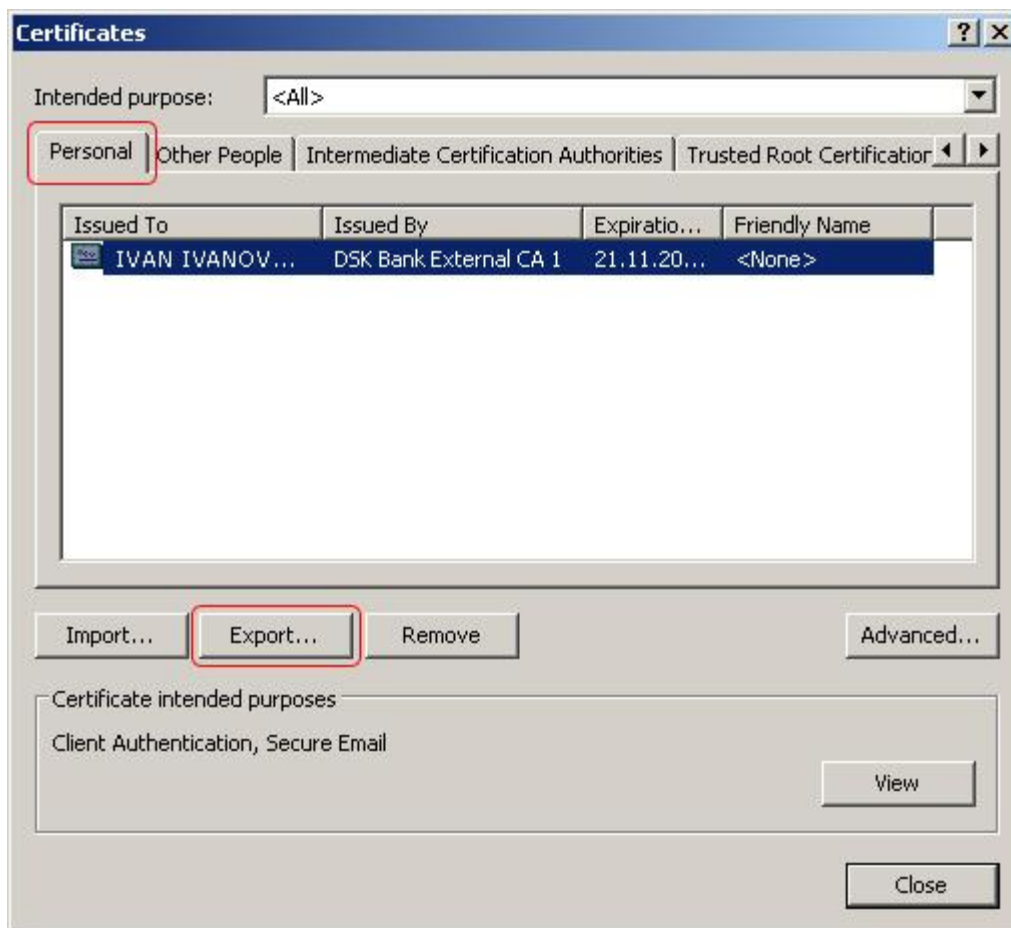 Certificates
Intended purpose: <All>
Personal Other People Intermediate Certification Authorities Trusted Root Certification
Issued To Issued By Expiratio... Friendly Name
IVAN IVANOV... DSK Bank External CA 1 21.11.20... <None>
Import... Export... Remove Advanced...
Certificate intended purposes
Client Authentication, Secure Email
View
Close